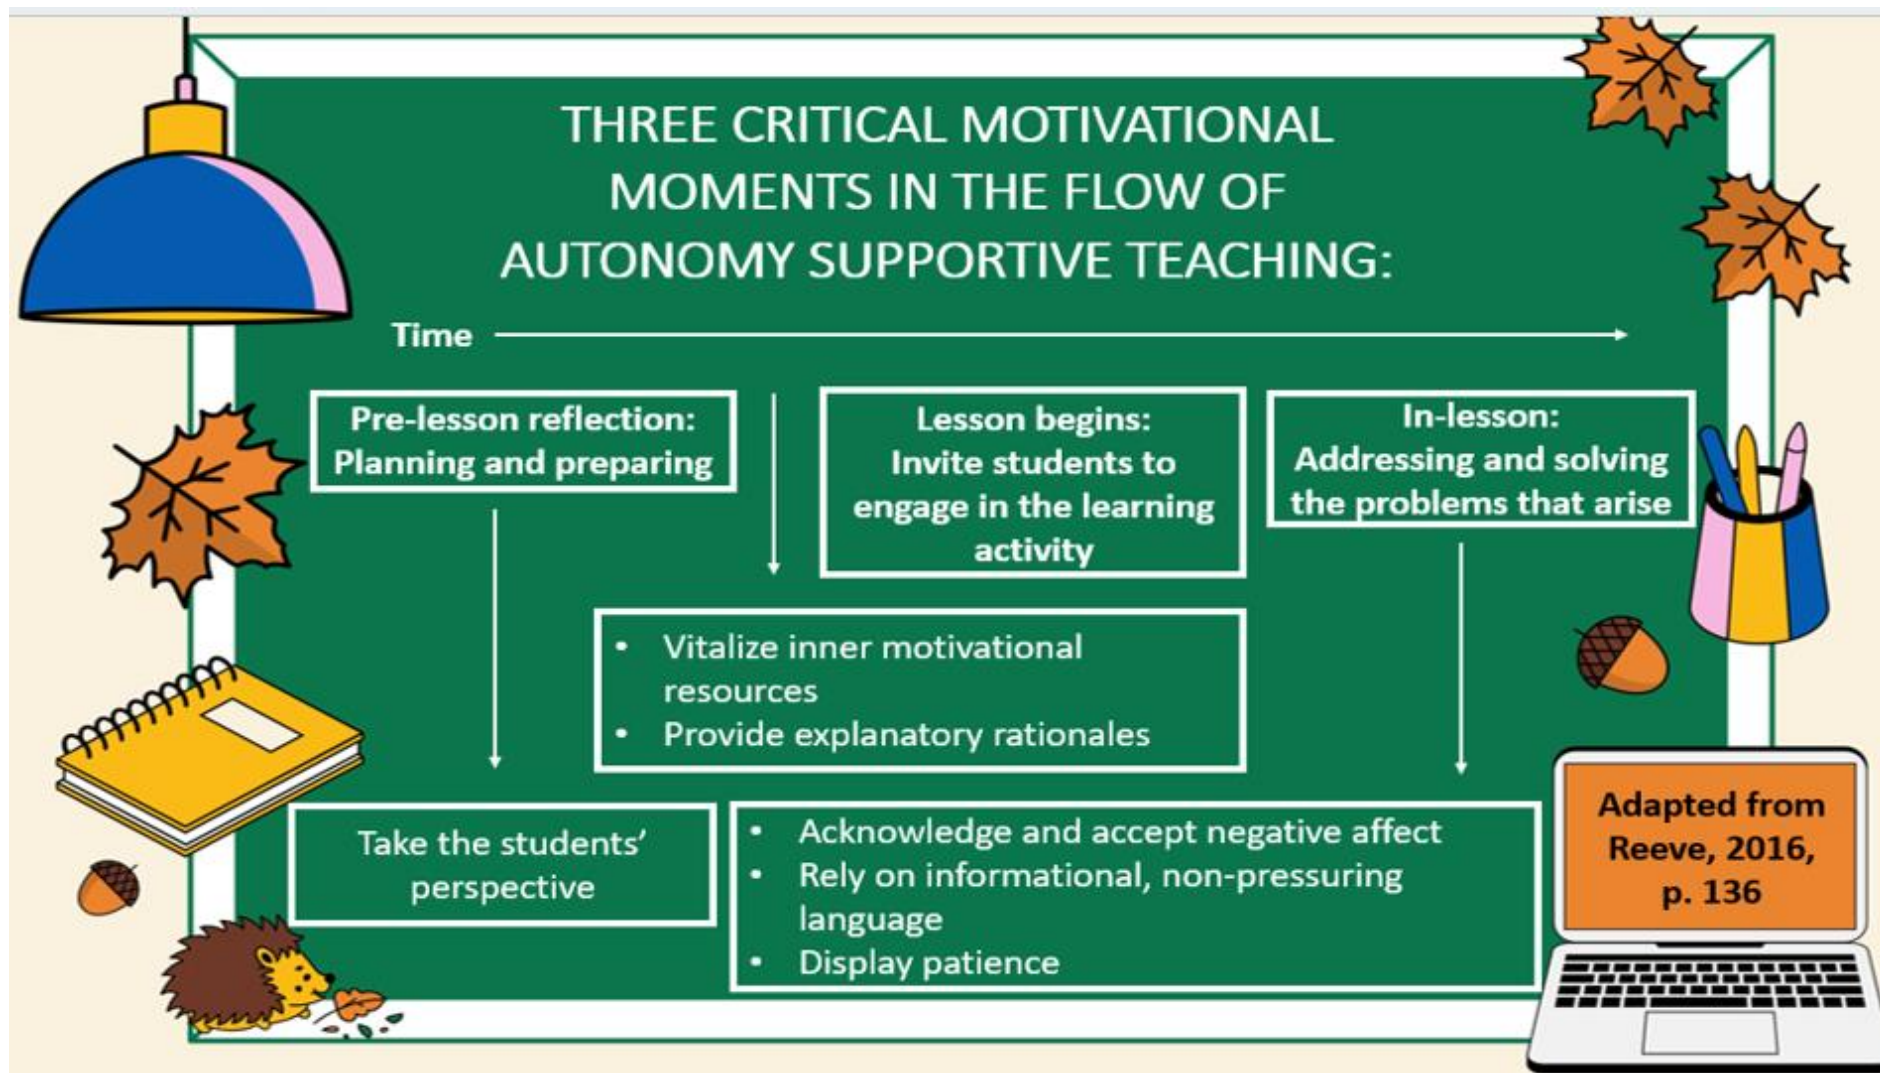 THREE CRITICAL MOTIVATIONAL
MOMENTS IN THE FLOW OF
AUTONOMY SUPPORTIVE TEACHING:
Time
Pre-lesson reflection:
Planning and preparing
Lesson begins:
Invite students to
engage in the learning
activity
In-lesson:
Addressing and solving
the problems that arise
• Vitalize inner motivational
resources
• Provide explanatory rationales
Take the students’
perspective
• Acknowledge and accept negative affect
• Rely on informational, non-pressuring
language
• Display patience
Adapted from
Reeve, 2016,
p. 136